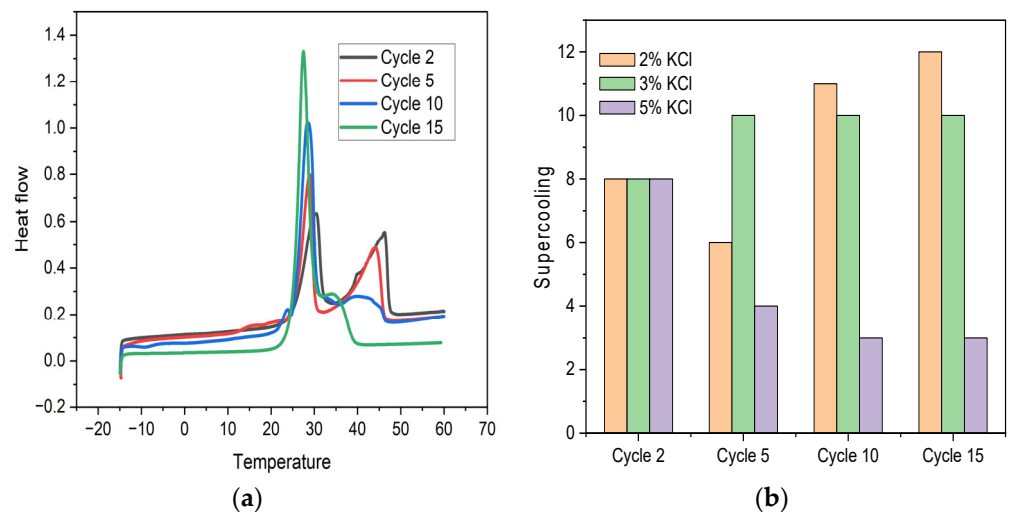 1.4
1.2
1.0
0.8
0.6
0.4
0.2
0.0
−0.2
Heat flow
Cycle 2
Cycle 5
Cycle 10
Cycle 15
−20 −10 0 10 20 30 40 50 60 70
Temperature
(a)
12
10
8
6
4
2
0
Supercooling
2% KCl
3% KCl
5% KCl
Cycle 2 Cycle 5 Cycle 10 Cycle 15
(b)